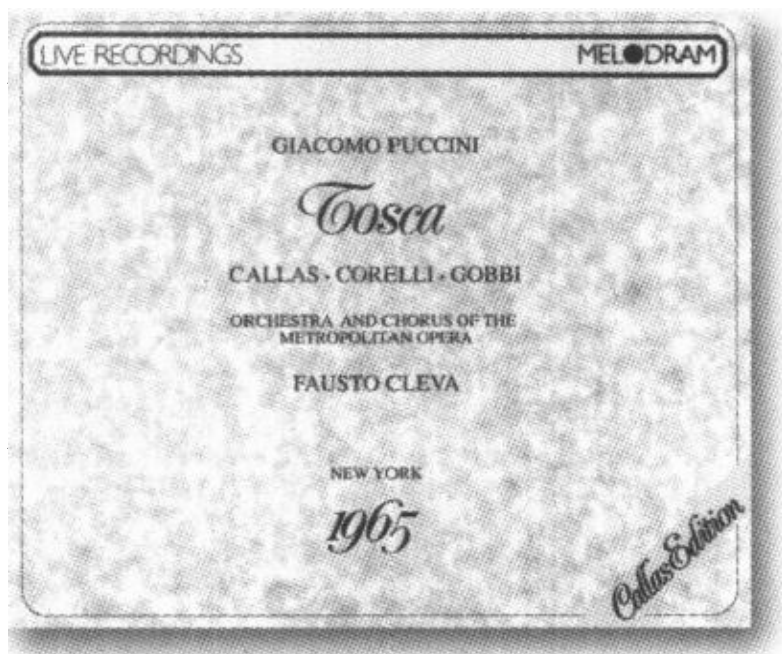 LIVE RECORDINGS
MELODRAM
GIACOMO PUCCINI
Tosca
CALLAS · CORELLI · GOBBI
ORCHESTRA AND CHORUS OF THE
METROPOLITAN OPERA
FAUSTO CLEVA
NEW YORK
1965
Callas Edition